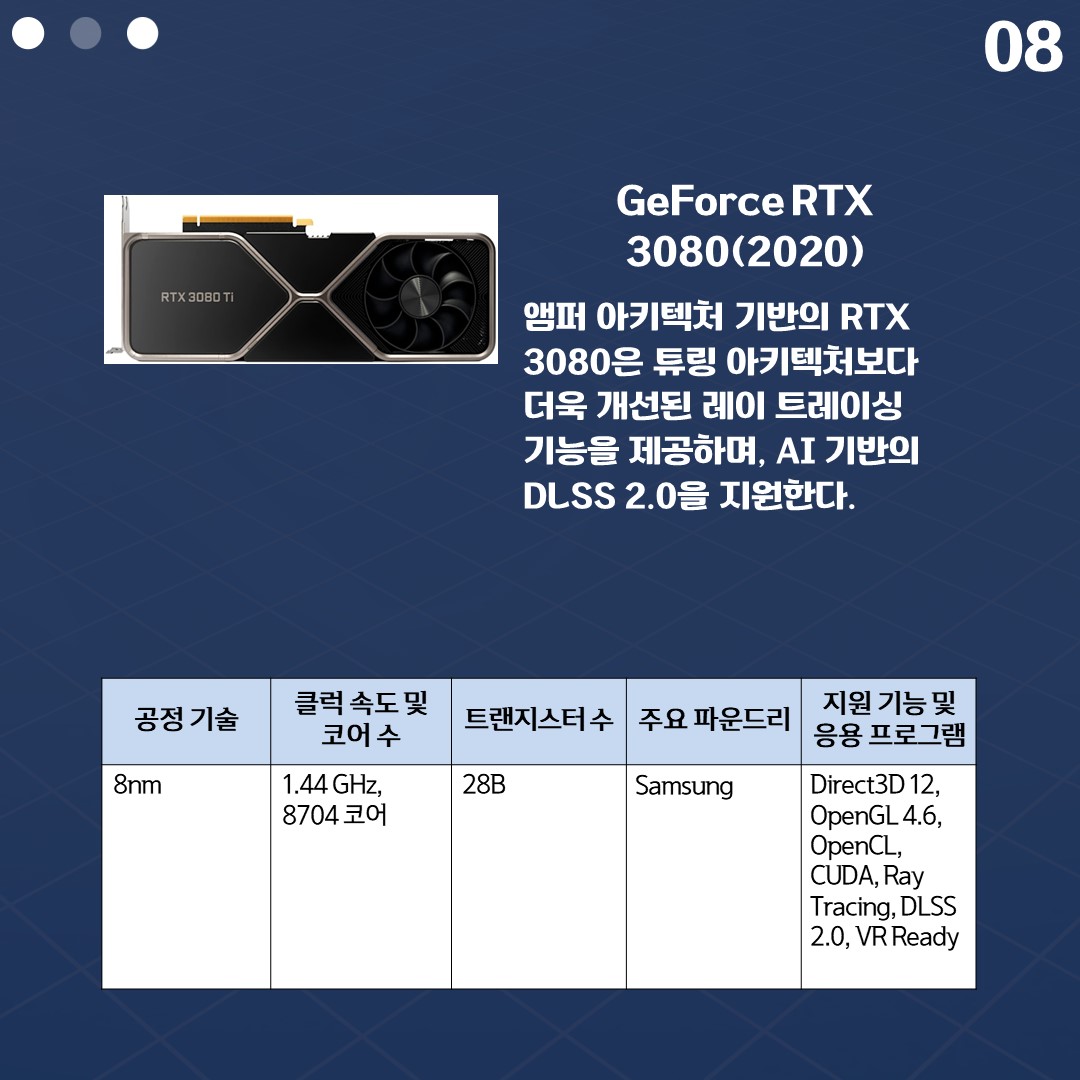 08
GeForce RTX
3080(2020)
RTX 3080 Ti
앰퍼 아키텍처 기반의 RTX
3080은 튜링 아키텍처보다
더욱 개선된 레이 트레이싱
기능을 제공하며, AI 기반의
DLSS 2.0을 지원한다.
공정 기술
클럭 속도 및
코어 수
트랜지스터 수
주요 파운드리
지원 기능 및
응용 프로그램
8nm
1.44 GHz,
8704 코어
28B
Samsung
Direct3D 12,
OpenGL 4.6,
OpenCL,
CUDA, Ray
Tracing, DLSS
2.0, VR Ready